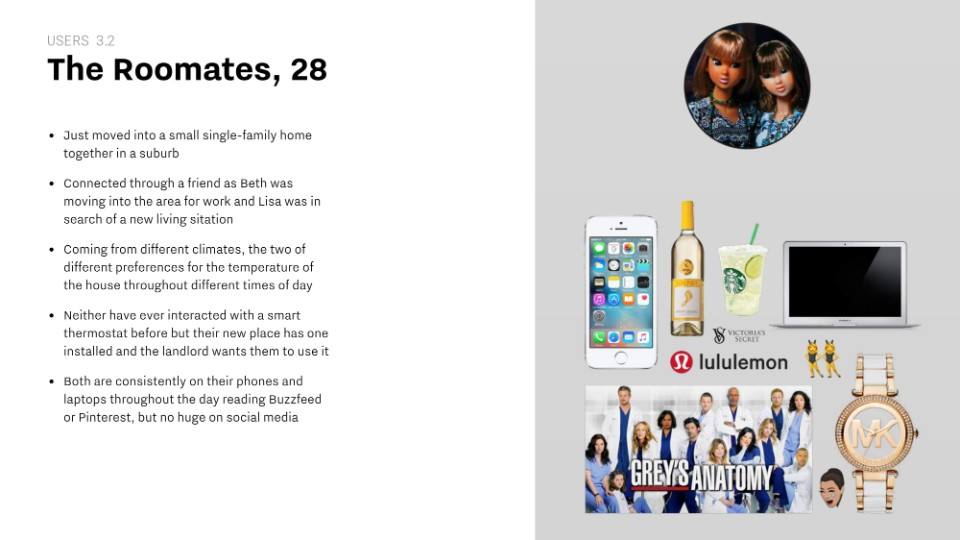 USERS 3.2
The Roomates, 28
• Just moved into a small single-family home
together in a suburb
• Connected through a friend as Beth was
moving into the area for work and Lisa was in
search of a new living sitation
• Coming from different climates, the two of
different preferences for the temperature of
the house throughout different times of day
• Neither have ever interacted with a smart
thermostat before but their new place has one
installed and the landlord wants them to use it
• Both are consistently on their phones and
laptops throughout the day reading Buzzfeed
or Pinterest, but no huge on social media
VS VICTORIA'S
SECRET
lululemon
GREY'S ANATOMY
MK